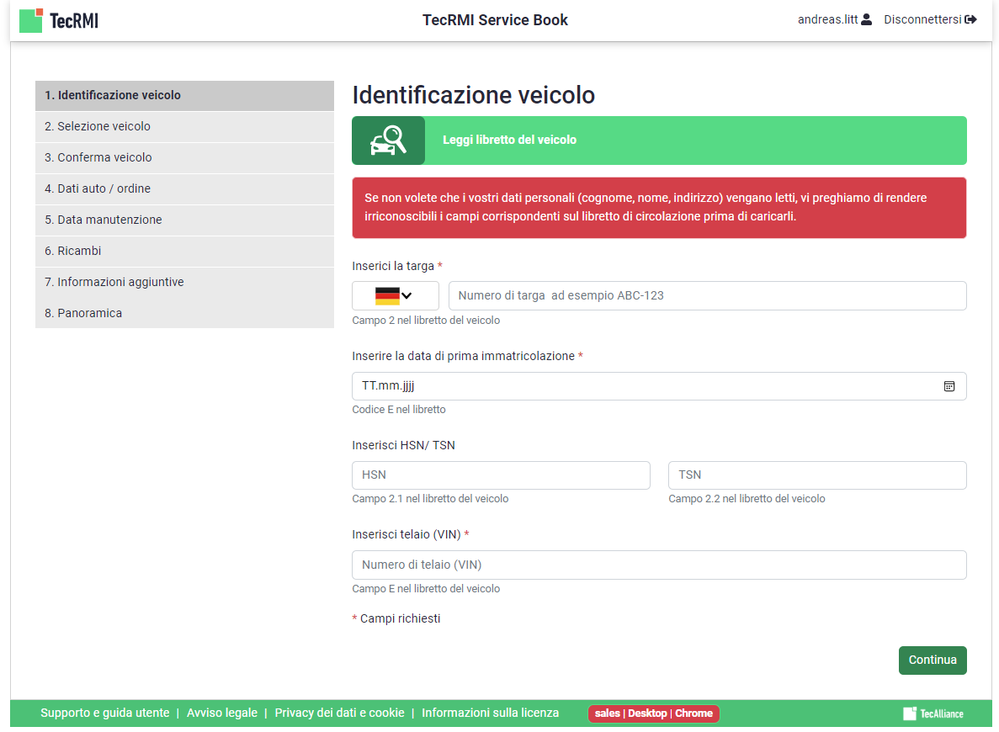 TecRMI
TecRMI Service Book
andreas.litt
Disconnettersi
1. Identificazione veicolo
2. Selezione veicolo
3. Conferma veicolo
4. Dati auto / ordine
5. Data manutenzione
6. Ricambi
7. Informazioni aggiuntive
8. Panoramica
Identificazione veicolo
Leggi libretto del veicolo
Se non volete che i vostri dati personali (cognome, nome, indirizzo) vengano letti, vi preghiamo di rendere
irriconoscibili i campi corrispondenti sul libretto di circolazione prima di caricarli.
Inserici la targa *
Numero di targa ad esempio ABC-123
Campo 2 nel libretto del veicolo
Inserire la data di prima immatricolazione *
TT.mm.jjjj
Codice E nel libretto
Inserisci HSN/ TSN
HSN
TSN
Campo 2.1 nel libretto del veicolo
Campo 2.2 nel libretto del veicolo
Inserisci telaio (VIN) *
Numero di telaio (VIN)
Campo E nel libretto del veicolo
* Campi richiesti
Continua
Supporto e guida utente | Avviso legale | Privacy dei dati e cookie | Informazioni sulla licenza
sales | Desktop | Chrome
TecAlliance